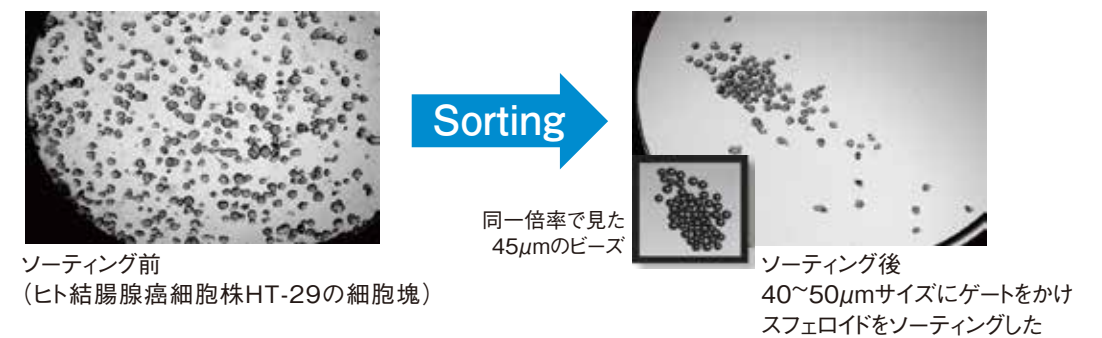 Sorting
同一倍率で見た
45μmのビーズ
ソーティング前
（ヒト結腸腺癌細胞株HT-29の細胞塊）
ソーティング後
40~50μmサイズにゲートをかけ
スフェロイドをソーティングした